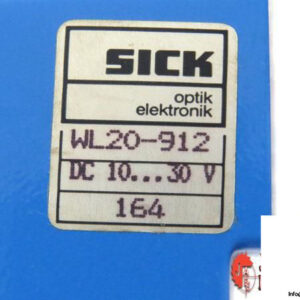 SICK
optik
elektronik
WL20-912
DC 10...30 V
164